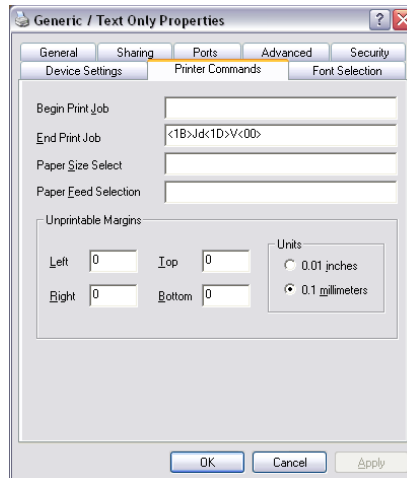 Generic / Text Only Properties
General Sharing Ports Advanced Security
Device Settings Printer Commands Font Selection
Begin Print Job
End Print Job <1B>Jd<1D>V<00>
Paper Size Select
Paper Feed Selection
Unprintable Margins
Left 0 Top 0
Right 0 Bottom 0
Units
0.01 inches
0.1 millimeters
OK Cancel Apply